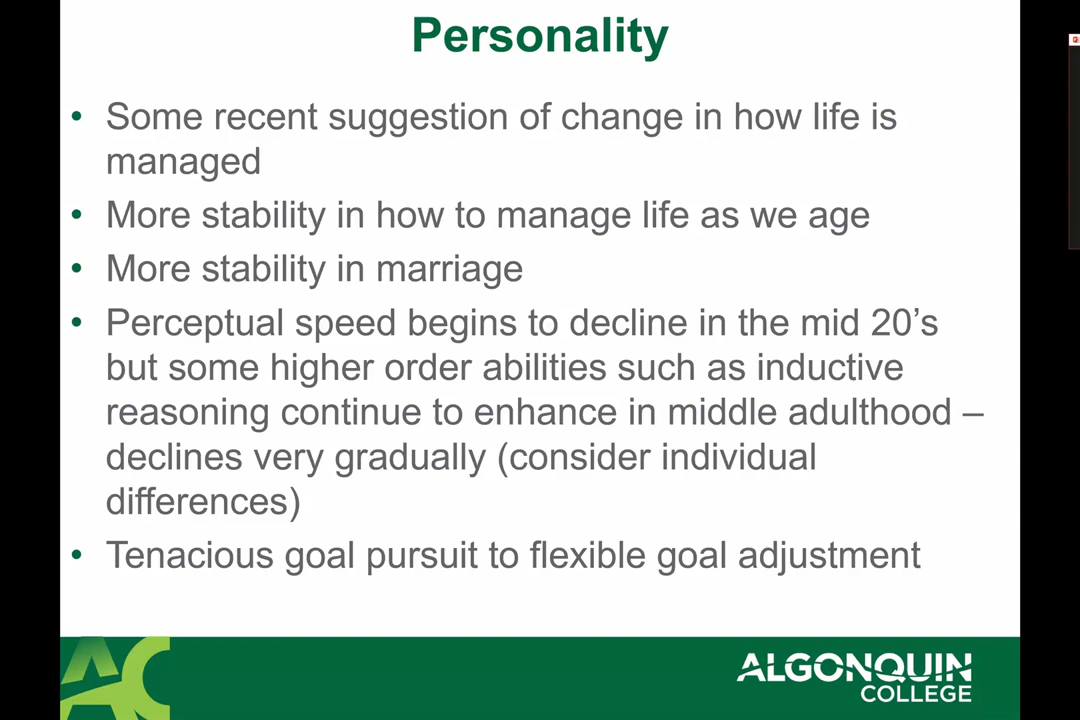 Personality
• Some recent suggestion of change in how life is
managed
• More stability in how to manage life as we age
• More stability in marriage
• Perceptual speed begins to decline in the mid 20’s
but some higher order abilities such as inductive
reasoning continue to enhance in middle adulthood –
declines very gradually (consider individual
differences)
• Tenacious goal pursuit to flexible goal adjustment
AC
ALGONQUIN
COLLEGE